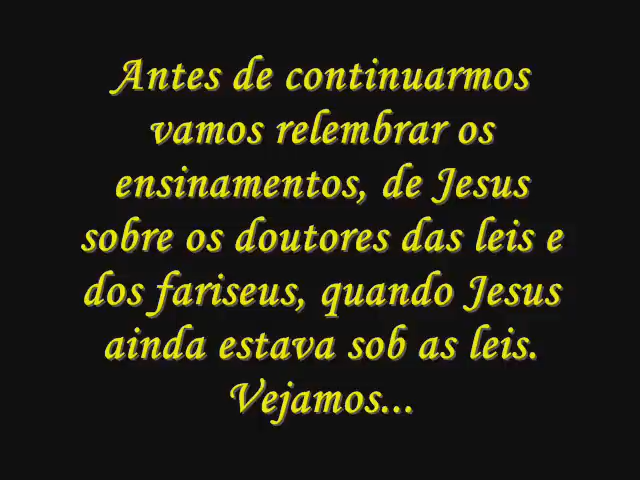 Antes de continuarmos
vamos relembrar os
ensinamentos, de Jesus
sobre os doutores das leis e
dos fariseus, quando Jesus
ainda estava sob as leis.
Vejamos...